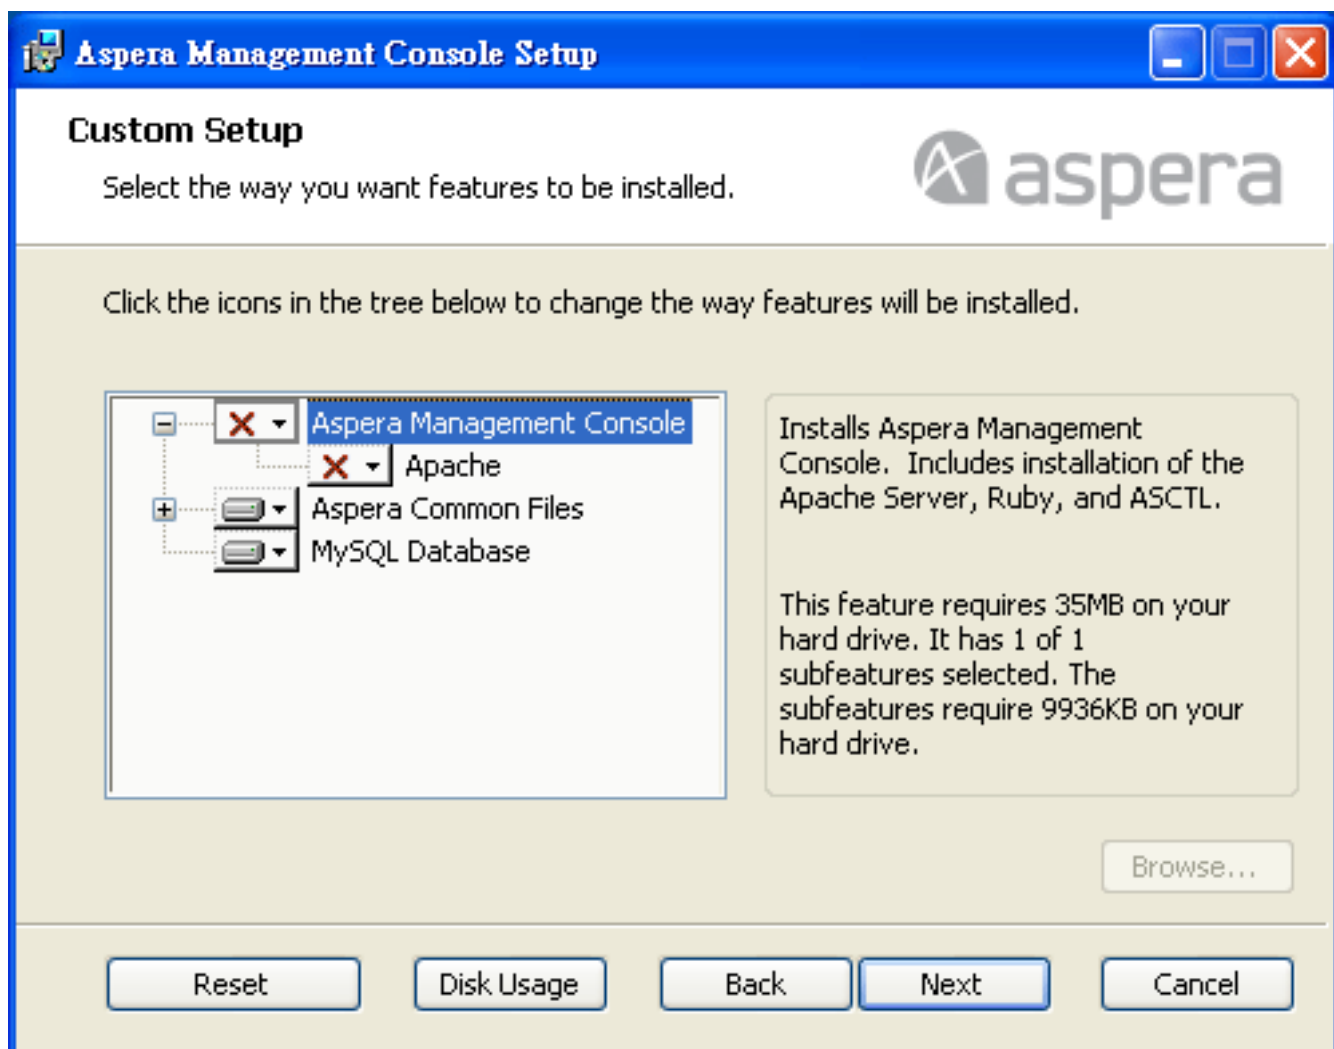 Aspera Management Console Setup
Custom Setup
Select the way you want features to be installed.
aspera
Click the icons in the tree below to change the way features will be installed.
Aspera Management Console
Apache
Aspera Common Files
MySQL Database
Installs Aspera Management
Console. Includes installation of the
Apache Server, Ruby, and ASCTL.
This feature requires 35MB on your
hard drive. It has 1 of 1
subfeatures selected. The
subfeatures require 9936KB on your
hard drive.
Browse...
Reset
Disk Usage
Back
Next
Cancel